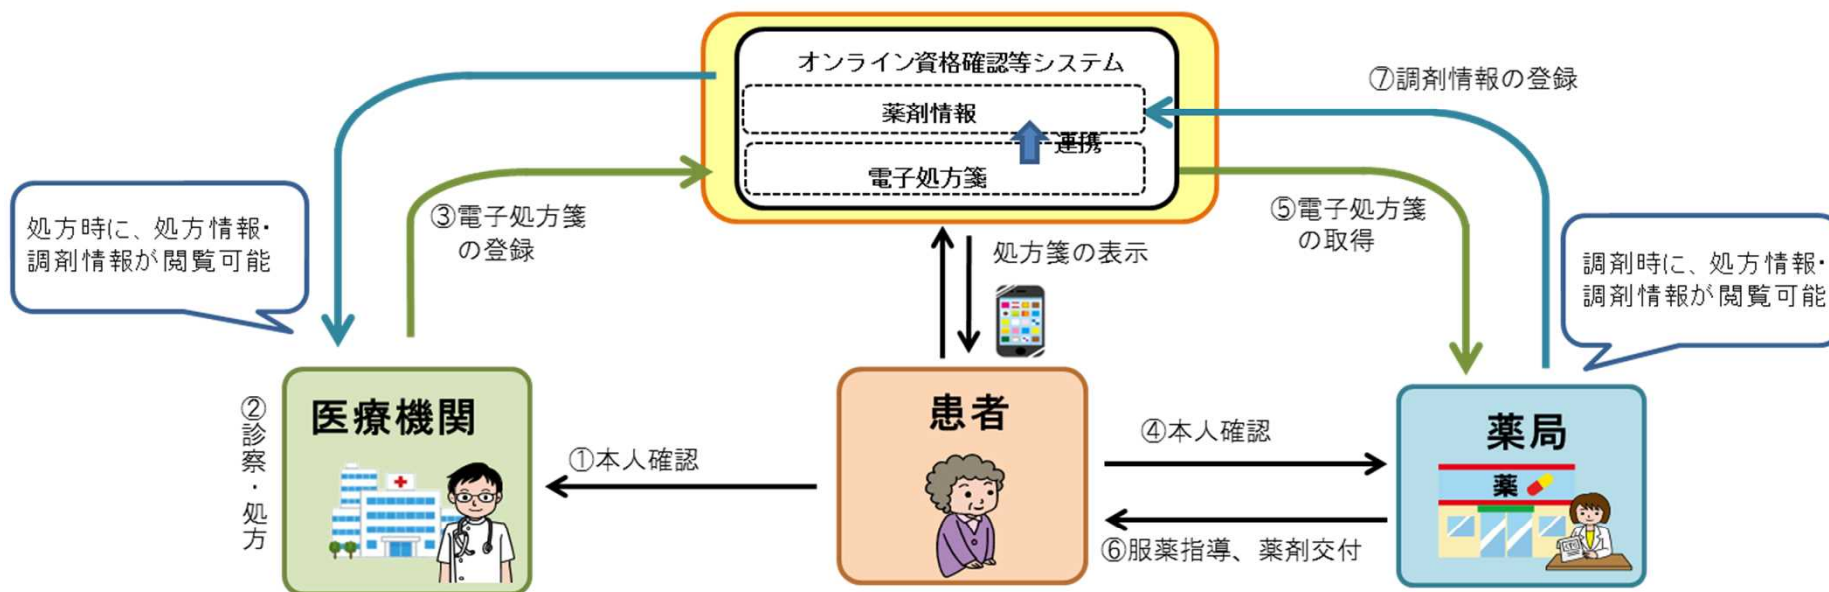 オンライン資格確認等システム
薬剤情報
連携
電子処方箋
⑦調剤情報の登録
処方時に、処方情報・
調剤情報が閲覧可能
③電子処方箋
の登録
処方箋の表示
⑤電子処方箋
の取得
調剤時に、処方情報・
調剤情報が閲覧可能
②診察・処方
医療機関
①本人確認
患者
④本人確認
⑥服薬指導、薬剤交付
薬局
薬